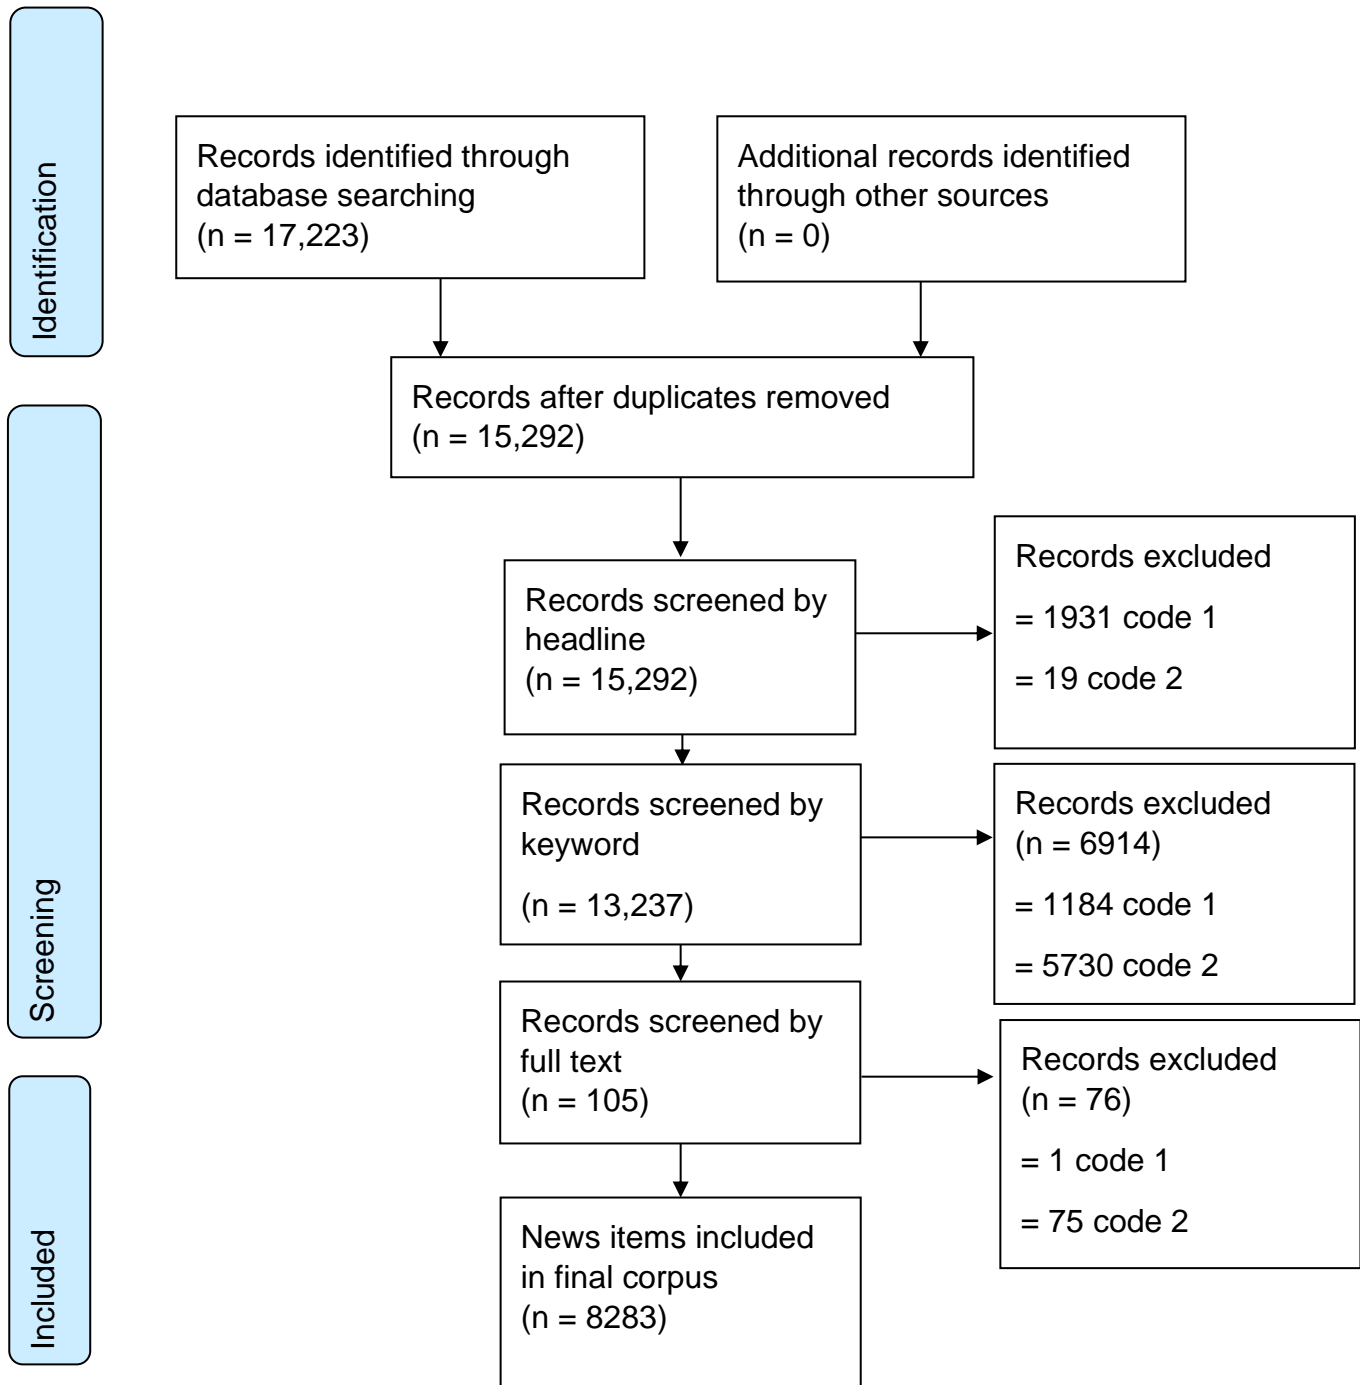 Identification
Records identified through
database searching
(n = 17,223)
Additional records identified
through other sources
(n = 0)
Records after duplicates removed
(n = 15,292)
Screening
Records screened by
headline
(n = 15,292)
Records excluded
= 1931 code 1
= 19 code 2
Records screened by
keyword
(n = 13,237)
Records excluded
(n = 6914)
= 1184 code 1
= 5730 code 2
Records screened by
full text
(n = 105)
Records excluded
(n = 76)
= 1 code 1
= 75 code 2
Included
News items included
in final corpus
(n = 8283)